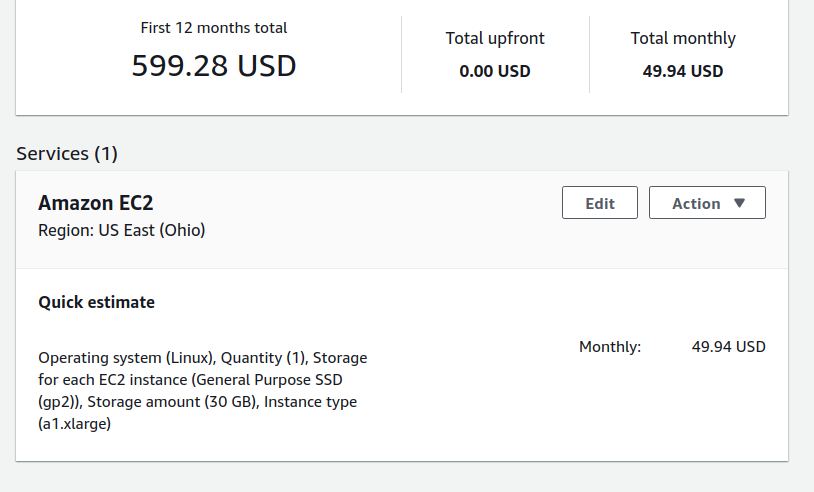 First 12 months total
599.28 USD
Total upfront
0.00 USD
Total monthly
49.94 USD
Services (1)
Amazon EC2
Region: US East (Ohio)
Edit
Action
Quick estimate
Operating system (Linux), Quantity (1), Storage
for each EC2 instance (General Purpose SSD
(gp2)), Storage amount (30 GB), Instance type
(a1.xlarge)
Monthly:
49.94 USD